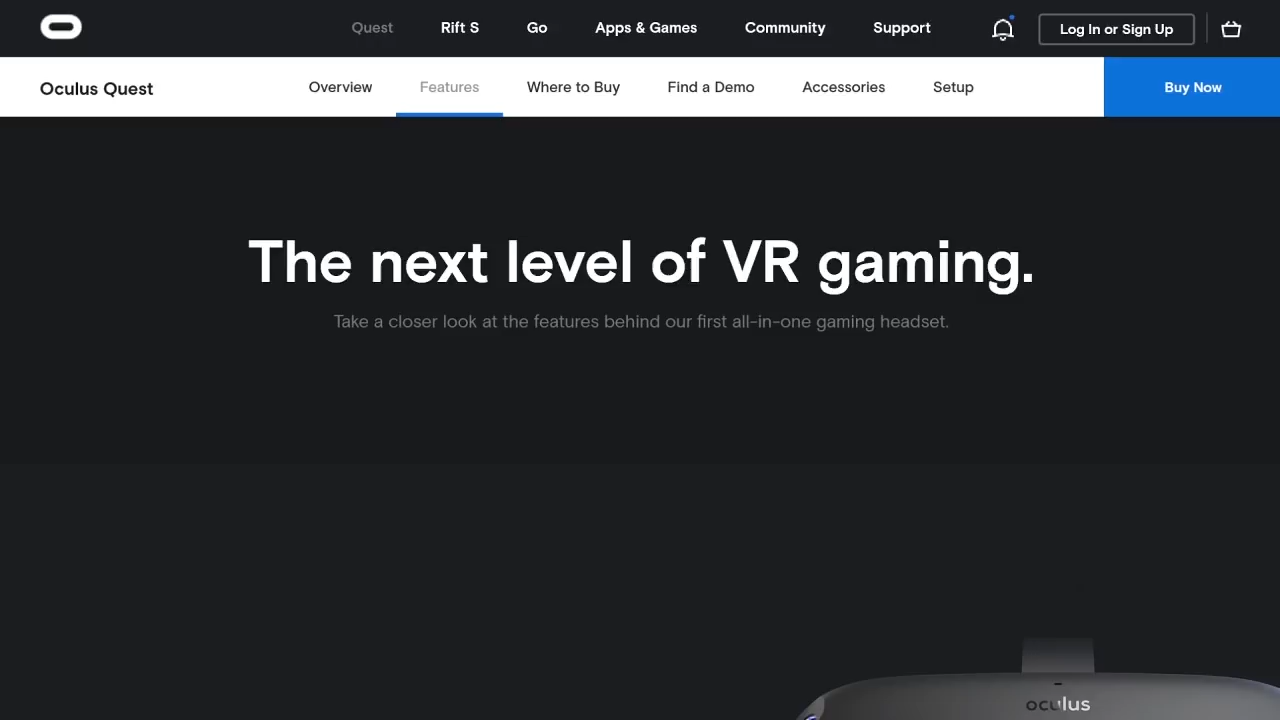 Quest Rift S Go Apps & Games Community Support Log In or Sign Up
Oculus Quest Overview Features Where to Buy Find a Demo Accessories Setup Buy Now
The next level of VR gaming.
Take a closer look at the features behind our first all-in-one gaming headset.
oculus